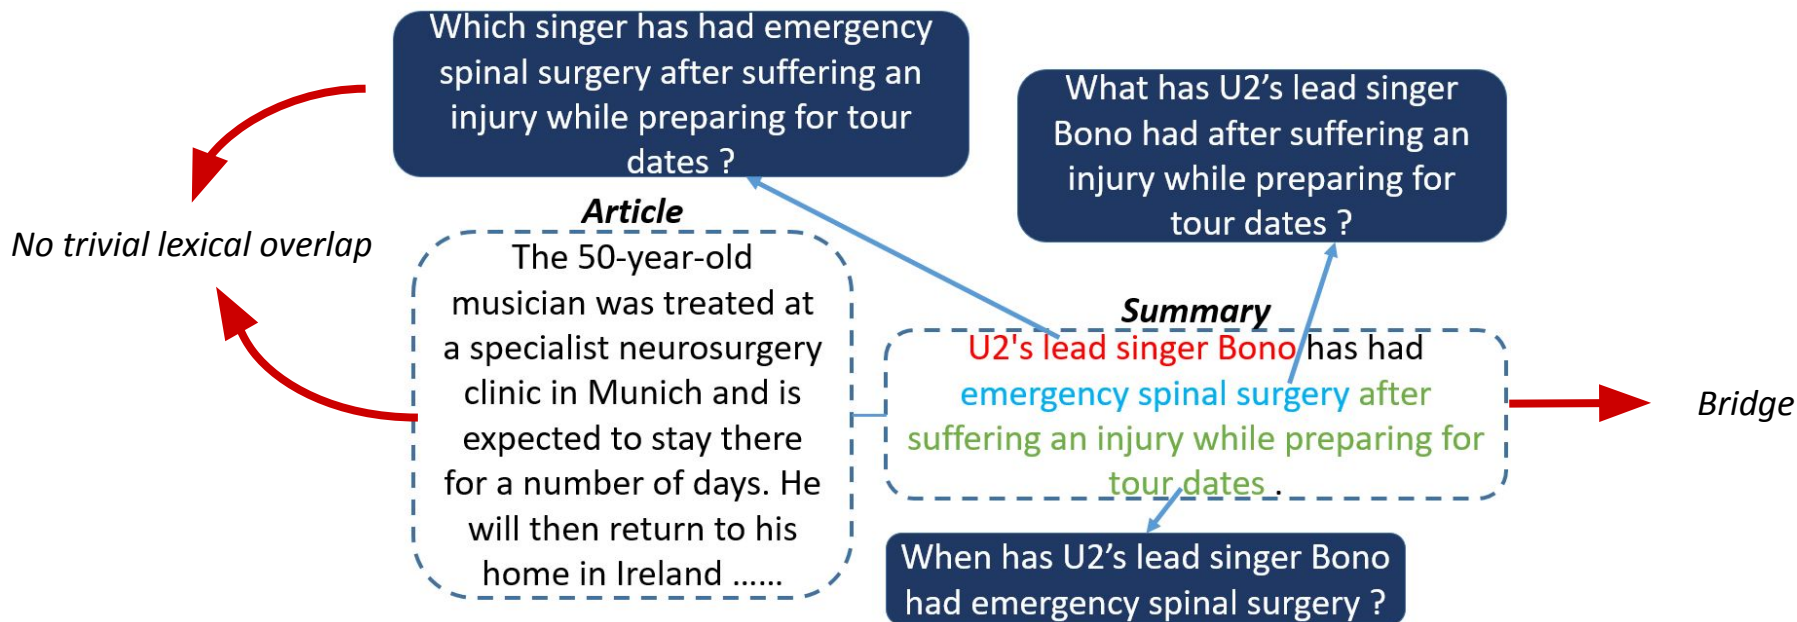 Which singer has had emergency
spinal surgery after suffering an
injury while preparing for tour
dates ?
What has U2’s lead singer
Bono had after suffering an
injury while preparing for
tour dates ?
No trivial lexical overlap
Article
The 50-year-old
musician was treated at
a specialist neurosurgery
clinic in Munich and is
expected to stay there
for a number of days. He
will then return to his
home in Ireland ......
Summary
U2's lead singer Bono has had
emergency spinal surgery after
suffering an injury while preparing for
tour dates .
Bridge
When has U2’s lead singer Bono
had emergency spinal surgery ?